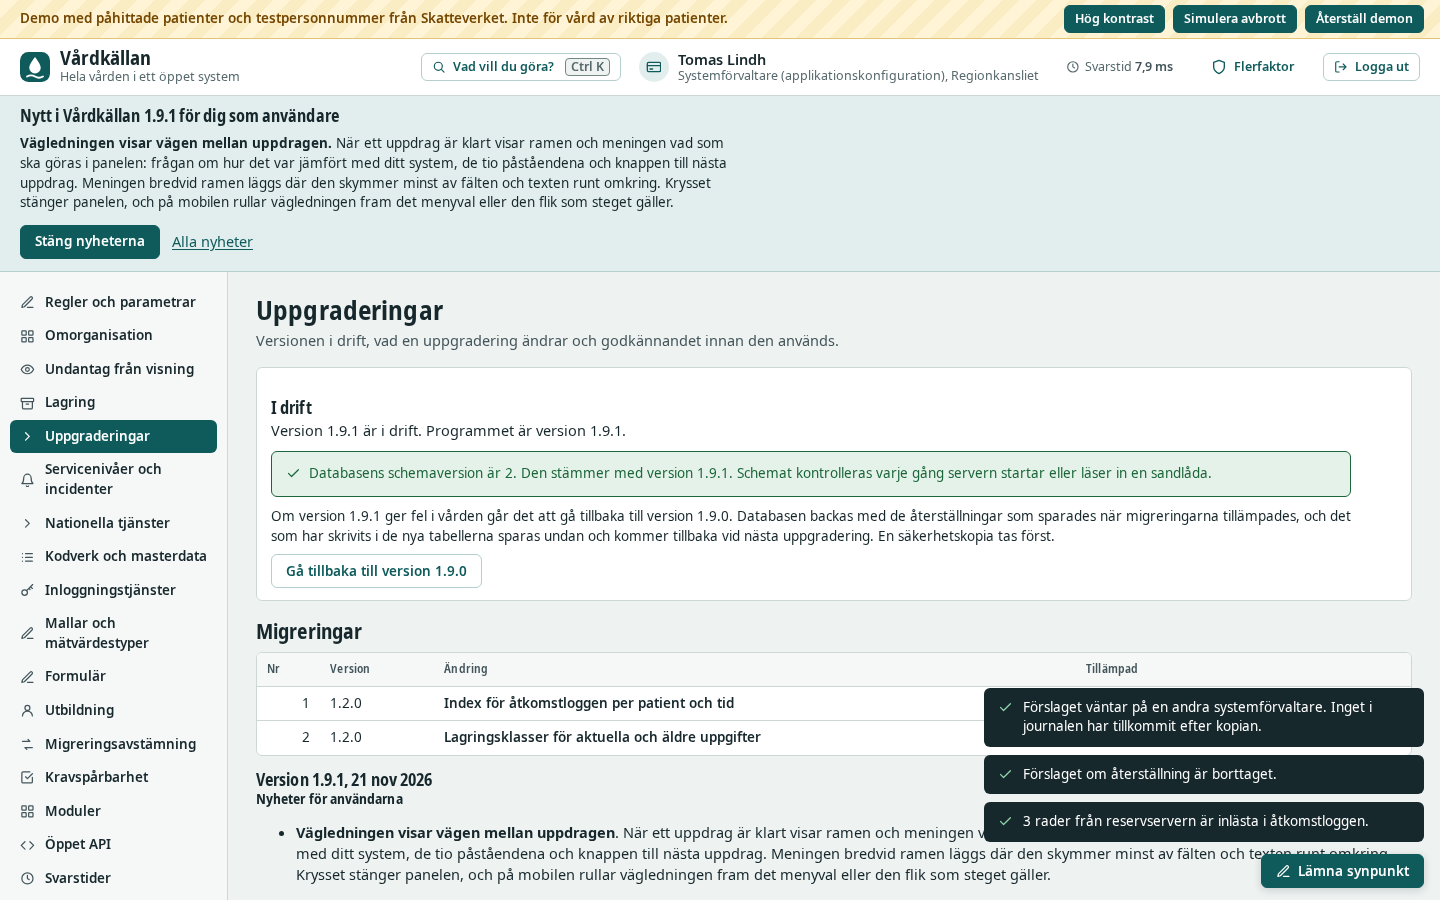 Demo med påhittade patienter och testpersonnummer från Skatteverket. Inte för vård av riktiga patienter.
Hög kontrast
Simulera avbrott
Återställ demon
Vårdkällan
Hela vården i ett öppet system
Vad vill du göra? Ctrl K
Tomas Lindh
Systemförvaltare (applikationskonfiguration), Regionkansliet
Svarstid 7,9 ms
Flerfaktor
Logga ut
Nytt i Vårdkällan 1.9.1 för dig som användare
Vägledningen visar vägen mellan uppdragen. När ett uppdrag är klart visar ramen och meningen vad som
ska göras i panelen: frågan om hur det var jämfört med ditt system, de tio påståendena och knappen till nästa
uppdrag. Meningen bredvid ramen läggs där den skymmer minst av fälten och texten runt omkring. Krysset
stänger panelen, och på mobilen rullar vägledningen fram det menyval eller den flik som steget gäller.
Stäng nyheterna
Alla nyheter
Regler och parametrar
Omorganisation
Undantag från visning
Lagring
Uppgraderingar
Servicenivåer och
incidenter
Nationella tjänster
Kodverk och masterdata
Inloggningstjänster
Mallar och
mätvärdestyper
Formulär
Utbildning
Migreringsavstämning
Kravspårbarhet
Moduler
Öppet API
Svarstider
Uppgraderingar
Versionen i drift, vad en uppgradering ändrar och godkännandet innan den används.
I drift
Version 1.9.1 är i drift. Programmet är version 1.9.1.
Databasens schemaversion är 2. Den stämmer med version 1.9.1. Schemat kontrolleras varje gång servern startar eller läser in en sandlåda.
Om version 1.9.1 ger fel i vården går det att gå tillbaka till version 1.9.0. Databasen backas med de återställningar som sparades när migreringarna tillämpades, och det
som har skrivits i de nya tabellerna sparas undan och kommer tillbaka vid nästa uppgradering. En säkerhetskopia tas först.
Gå tillbaka till version 1.9.0
Migreringar
Nr Version Ändring Tillämpad
1 1.2.0 Index för åtkomstloggen per patient och tid
2 1.2.0 Lagringsklasser för aktuella och äldre uppgifter
Version 1.9.1, 21 nov 2026
Nyheter för användarna
Vägledningen visar vägen mellan uppdragen. När ett uppdrag är klart visar ramen och meningen
med ditt system, de tio påståendena och knappen till nästa uppdrag. Meningen bredvid ramen läggs där den skymmer minst av fälten och texten runt omkring.
Krysset stänger panelen, och på mobilen rullar vägledningen fram det menyval eller den flik som steget gäller.
Förslaget väntar på en andra systemförvaltare. Inget i
journalen har tillkommit efter kopian.
Förslaget om återställning är borttaget.
3 rader från reservservern är inlästa i åtkomstloggen.
Lämna synpunkt